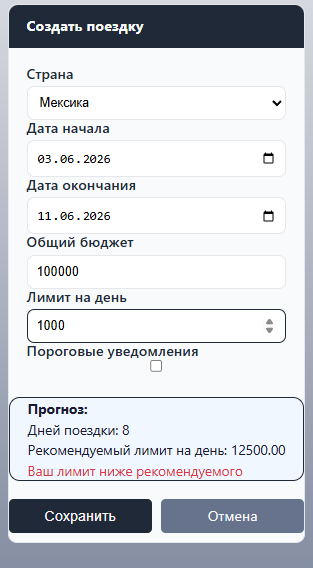 Создать поездку
Страна
Мексика
Дата начала
03.06.2026
Дата окончания
11.06.2026
Общий бюджет
100000
Лимит на день
1000
Пороговые уведомления
Прогноз:
Дней поездки: 8
Рекомендуемый лимит на день: 12500.00
Ваш лимит ниже рекомендуемого
Сохранить
Отмена